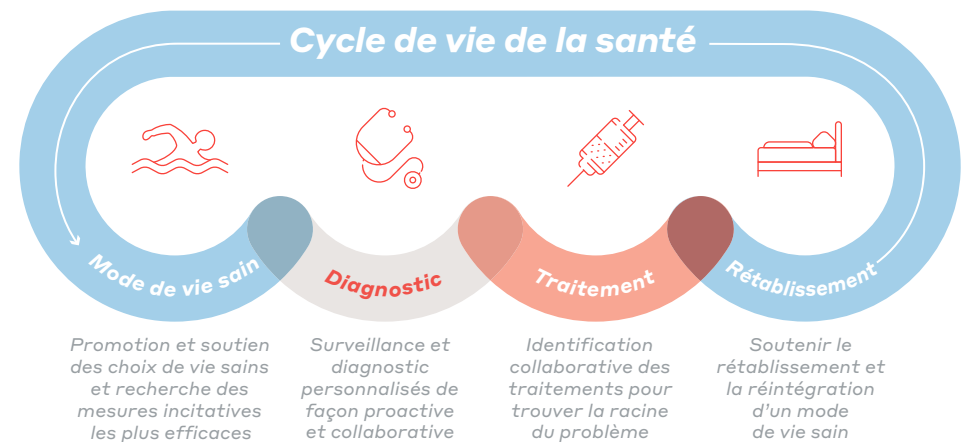 Cycle de vie de la santé
Mode de vie sain
Diagnostic
Traitement
Rétablissement
Promotion et soutien
des choix de vie sains
et recherche des
mesures incitatives
les plus efficaces
Surveillance et
diagnostic
personnalisés de
façon proactive
et collaborative
Identification
collaborative des
traitements pour
trouver la racine
du problème
Soutenir le
rétablissement et
la réintégration
d'un mode
de vie sain